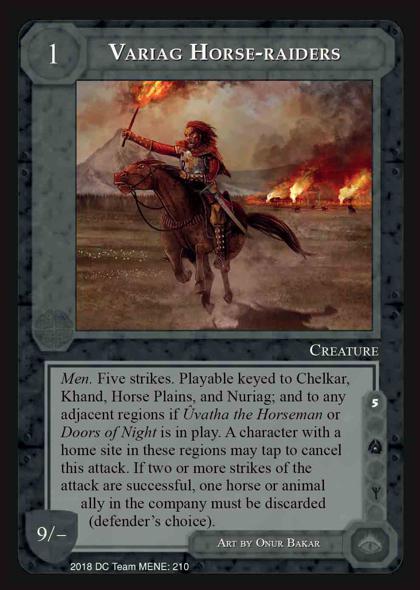 1
VARIAG HORSE-RAIDERS
CREATURE
Men. Five strikes. Playable keyed to Chelkar,
Khand, Horse Plains, and Nuriag; and to any
adjacent regions if Ûvatha the Horseman or
Doors of Night is in play. A character with a
home site in these regions may tap to cancel
this attack. If two or more strikes of the
attack are successful, one horse or animal
ally in the company must be discarded
(defender's choice).
5
9/–
ART BY ONUR BAKAR
2018 DC Team MENE: 210